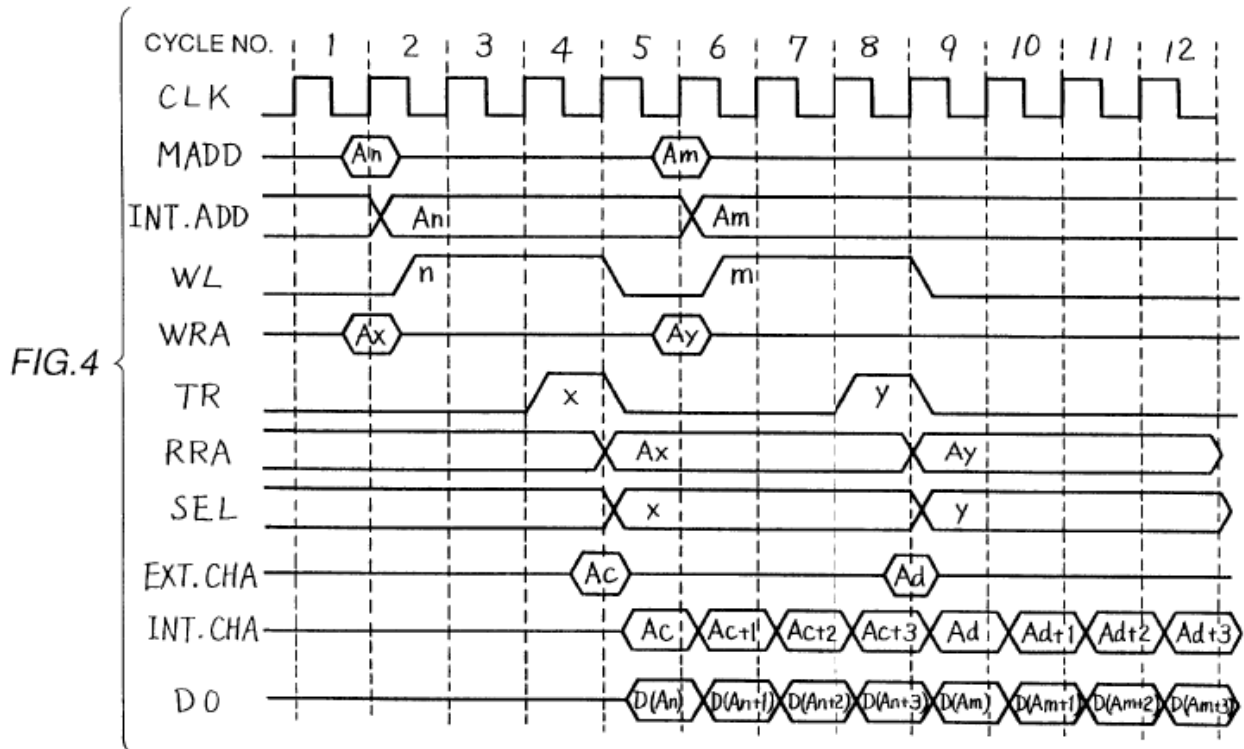 CYCLE NO. 1 2 3 4 5 6 7 8 9 10 11 12
CLK
MADD An Am
INT.ADD An Am
WL n m
WRA Ax Ay
FIG.4
TR x y
RRA Ax Ay
SEL x y
EXT.CHA Ac Ad
INT.CHA Ac Ac+1 Ac+2 Ac+3 Ad Ad+1 Ad+2 Ad+3
DO D(An) D(An+1) D(An+2) D(An+3) D(Am) D(Am+1) D(Am+2) D(Am+3)